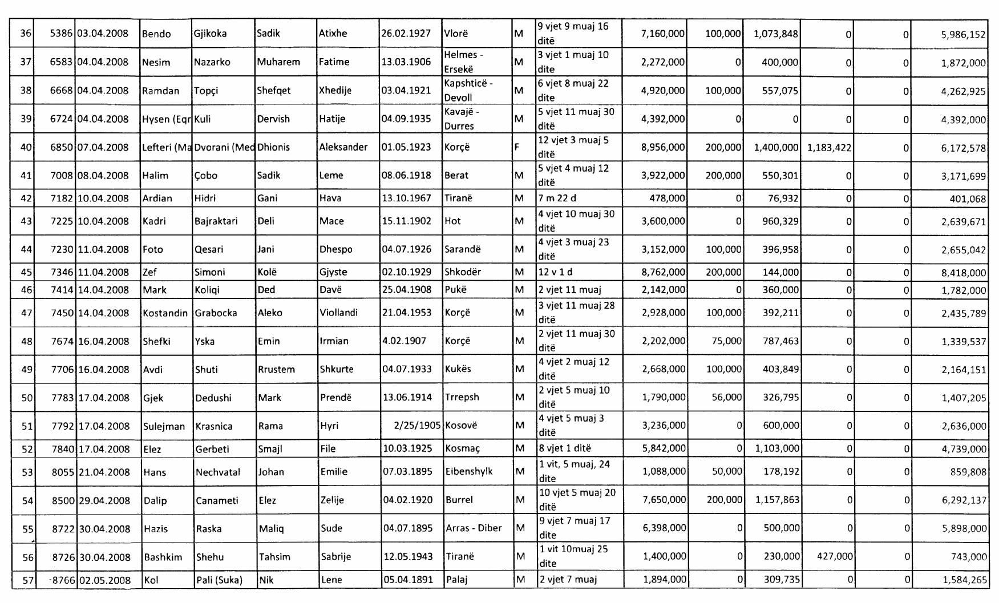 36 5386 03.04.2008 Bendo Gjikoka Sadik Atixhe 26.02.1927 Vlorë M 9 vjet 9 muaj 16 ditë 7,160,000 100,000 1,073,848 0 0 5,986,152
37 6583 04.04.2008 Nesim Nazarko Muharem Fatime 13.03.1906 Helmes - Ersekë M 3 vjet 1 muaj 10 dite 2,272,000 0 400,000 0 0 1,872,000
38 6668 04.04.2008 Ramdan Topçi Shefqet Xhedije 03.04.1921 Kapshticë - Devoll M 6 vjet 8 muaj 22 dite 4,920,000 100,000 557,075 0 0 4,262,925
39 6724 04.04.2008 Hysen (Eqr Kuli Dervish Hatije 04.09.1935 Kavajë - Durres M 5 vjet 11 muaj 30 ditë 4,392,000 0 0 0 0 4,392,000
40 6850 07.04.2008 Lefteri (Ma Dvorani (Med Dhionis Aleksander 01.05.1923 Korçë F 12 vjet 3 muaj 5 ditë 8,956,000 200,000 1,400,000 1,183,422 0 6,172,578
41 7008 08.04.2008 Halim Çobo Sadik Leme 08.06.1918 Berat M 5 vjet 4 muaj 12 ditë 3,922,000 200,000 550,301 0 0 3,171,699
42 7182 10.04.2008 Ardian Hidri Gani Hava 13.10.1967 Tiranë M 7 m 22 d 478,000 0 76,932 0 0 401,068
43 7225 10.04.2008 Kadri Bajraktari Deli Mace 15.11.1902 Hot M 4 vjet 10 muaj 30 ditë 3,600,000 0 960,329 0 0 2,639,671
44 7230 11.04.2008 Foto Qesari Jani Dhespo 04.07.1926 Sarandë M 4 vjet 3 muaj 23 ditë 3,152,000 100,000 396,958 0 0 2,655,042
45 7346 11.04.2008 Zef Simoni Kolë Gjyste 02.10.1929 Shkodër M 12 v 1 d 8,762,000 200,000 144,000 0 0 8,418,000
46 7414 14.04.2008 Mark Koliqi Ded Davë 25.04.1908 Pukë M 2 vjet 11 muaj 2,142,000 0 360,000 0 0 1,782,000
47 7450 14.04.2008 Kostandin Grabocka Aleko Viollandi 21.04.1953 Korçë M 3 vjet 11 muaj 28 ditë 2,928,000 100,000 392,211 0 0 2,435,789
48 7674 16.04.2008 Shefki Yska Emin Irmian 4.02.1907 Korçë M 2 vjet 11 muaj 30 ditë 2,202,000 75,000 787,463 0 0 1,339,537
49 7706 16.04.2008 Avdi Shuti Rrustem Shkurte 04.07.1933 Kukës M 4 vjet 2 muaj 12 ditë 2,668,000 100,000 403,849 0 0 2,164,151
50 7783 17.04.2008 Gjek Dedushi Mark Prendë 13.06.1914 Trrepsh M 2 vjet 5 muaj 10 ditë 1,790,000 56,000 326,795 0 0 1,407,205
51 7792 17.04.2008 Sulejman Krasnica Rama Hyri 2/25/1905 Kosovë M 4 vjet 5 muaj 3 ditë 3,236,000 0 600,000 0 0 2,636,000
52 7840 17.04.2008 Elez Gerbeti Smajl File 10.03.1925 Kosmaç M 8 vjet 1 ditë 5,842,000 0 1,103,000 0 0 4,739,000
53 8055 21.04.2008 Hans Nechvatal Johan Emilie 07.03.1895 Eibenshylk M 1 vit, 5 muaj, 24 dite 1,088,000 50,000 178,192 0 0 859,808
54 8500 29.04.2008 Dalip Canameti Elez Zelije 04.02.1920 Burrel M 10 vjet 5 muaj 20 ditë 7,650,000 200,000 1,157,863 0 0 6,292,137
55 8722 30.04.2008 Hazis Raska Maliq Sude 04.07.1895 Arras - Diber M 9 vjet 7 muaj 17 dite 6,398,000 0 500,000 0 0 5,898,000
56 8726 30.04.2008 Bashkim Shehu Tahsim Sabrije 12.05.1943 Tiranë M 1 vit 10muaj 25 dite 1,400,000 0 230,000 427,000 0 743,000
57 8766 02.05.2008 Kol Pali (Suka) Nik Lene 05.04.1891 Palaj M 2 vjet 7 muaj 1,894,000 0 309,735 0 0 1,584,265